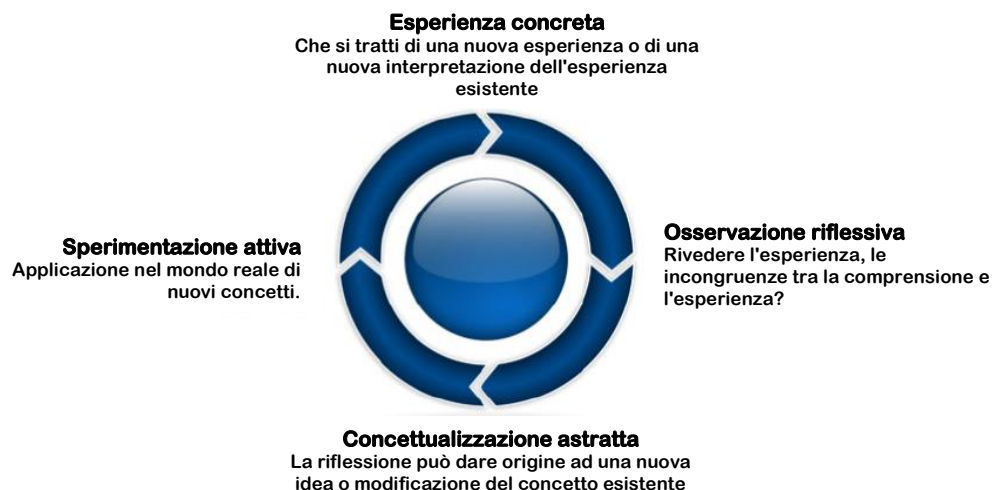 Esperienza concreta
Che si tratti di una nuova esperienza o di una
nuova interpretazione dell'esperienza
esistente
Sperimentazione attiva
Applicazione nel mondo reale di
nuovi concetti.
Osservazione riflessiva
Rivedere l'esperienza, le
incongruenze tra la comprensione e
l'esperienza?
Concettualizzazione astratta
La riflessione può dare origine ad una nuova
idea o modificazione del concetto esistente